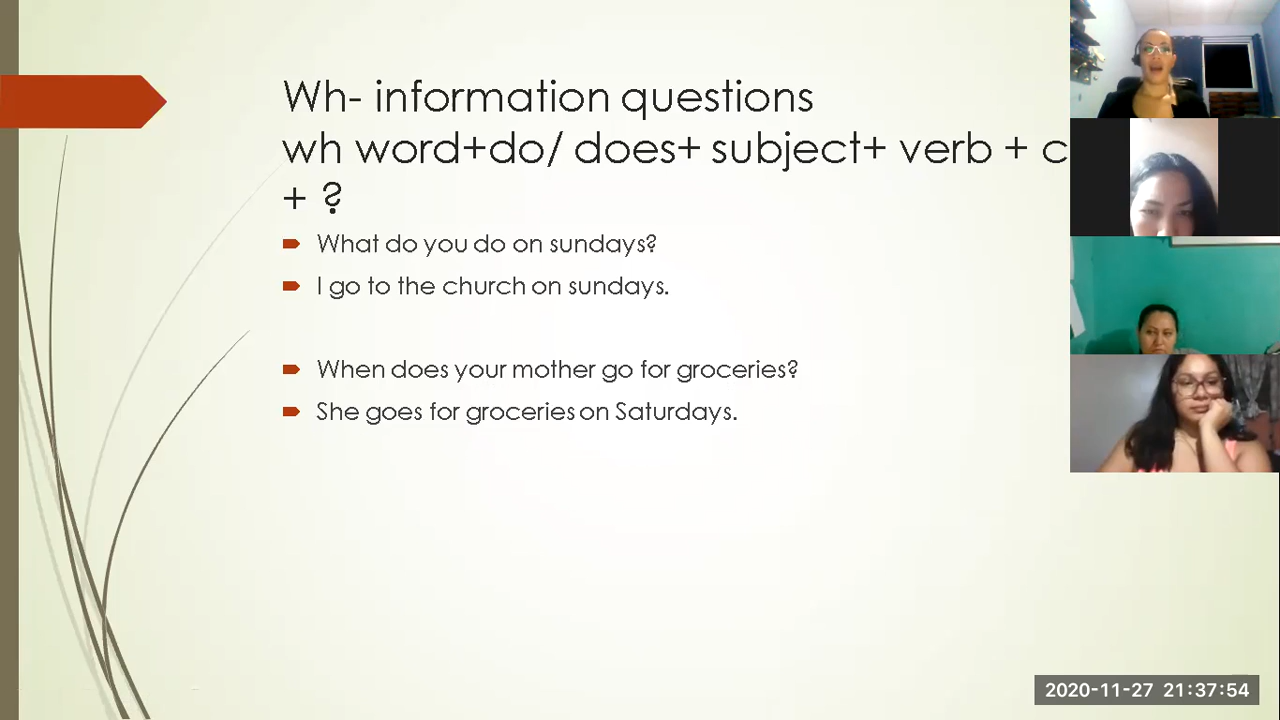 Wh- information questions
wh word+do/ does+ subject+ verb + c
+ ?
What do you do on sundays?
I go to the church on sundays.
When does your mother go for groceries?
She goes for groceries on Saturdays.
2020-11-27 21:37:54